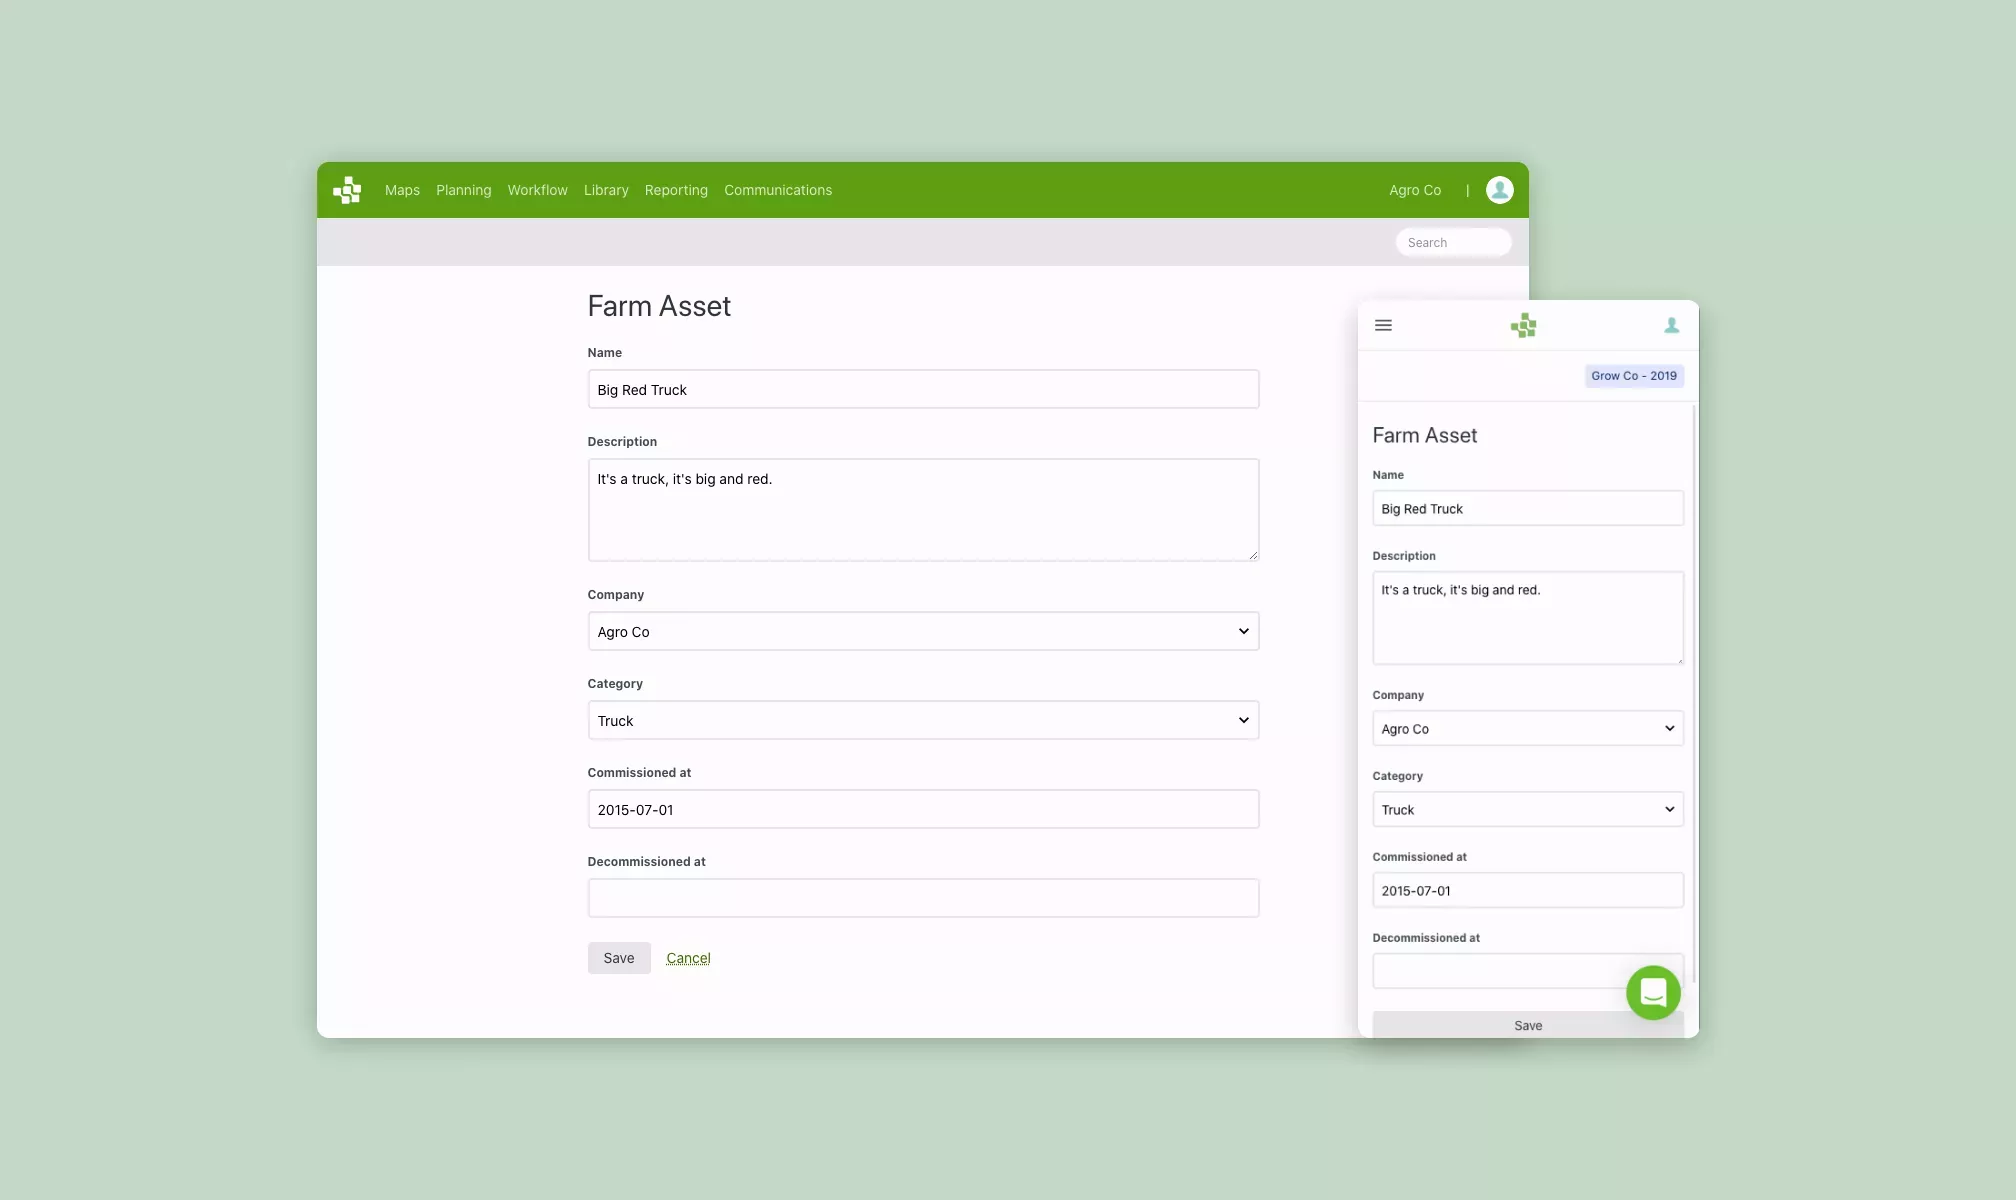 Maps Planning Workflow Library Reporting Communications Agro Co |
Search
Farm Asset
Name
Big Red Truck
Description
It's a truck, it's big and red.
Company
Agro Co
Category
Truck
Commissioned at
2015-07-01
Decommissioned at
Save Cancel
Grow Co - 2019
Farm Asset
Name
Big Red Truck
Description
It's a truck, it's big and red.
Company
Agro Co
Category
Truck
Commissioned at
2015-07-01
Decommissioned at
Save